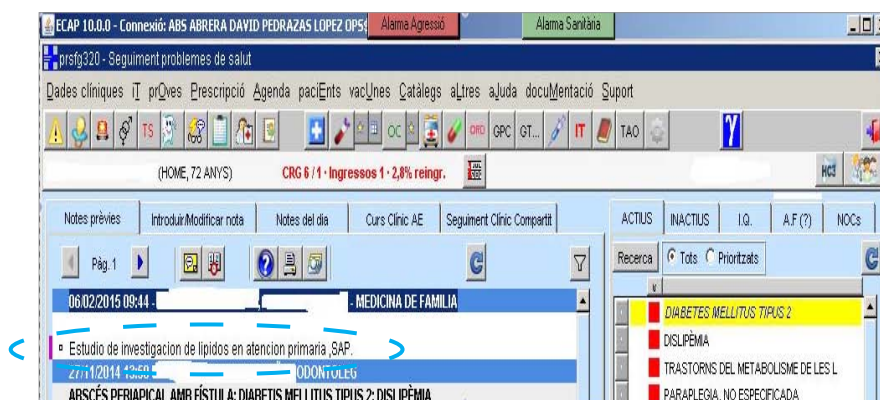 ECAP 10.0.0 - Connexió: ABS ABRERA DAVID PEDRAZAS LOPEZ OPS
Alarma Agressió
Alarma Sanitària
prsfg320 - Seguiment problemes de salut
Dades clíniques iT prOves Prescripció Agenda paciEnts vacUnes Catàlegs aLtres aJuda docuMentació Suport
TS OC ORD GPC GT... IT TAO γ
(HOME, 72 ANYS) CRG 6 / 1 · Ingressos 1 · 2,8% reingr. HC3
Notes prèvies Introduir/Modificar nota Notes del dia Curs Clínic AE Seguiment Clínic Compartit
ACTIUS INACTIUS I.Q. A.F (?) NOCs
Pàg. 1
Recerca Tots Prioritzats
v
06/02/2015 09:44 - - MEDICINA DE FAMILIA
Estudio de investigacion de lipidos en atencion primaria ,SAP.
27/11/2014 13:58 ODONTOLEG
ABSCÉS PERIAPICAL AMB FÍSTULA; DIABETIS MELLITUS TIPUS 2; DISLIPÈMIA
DIABETES MELLITUS TIPUS 2
DISLIPÈMIA
TRASTORNS DEL METABOLISME DE LES L
PARAPLEGIA, NO ESPECIFICADA